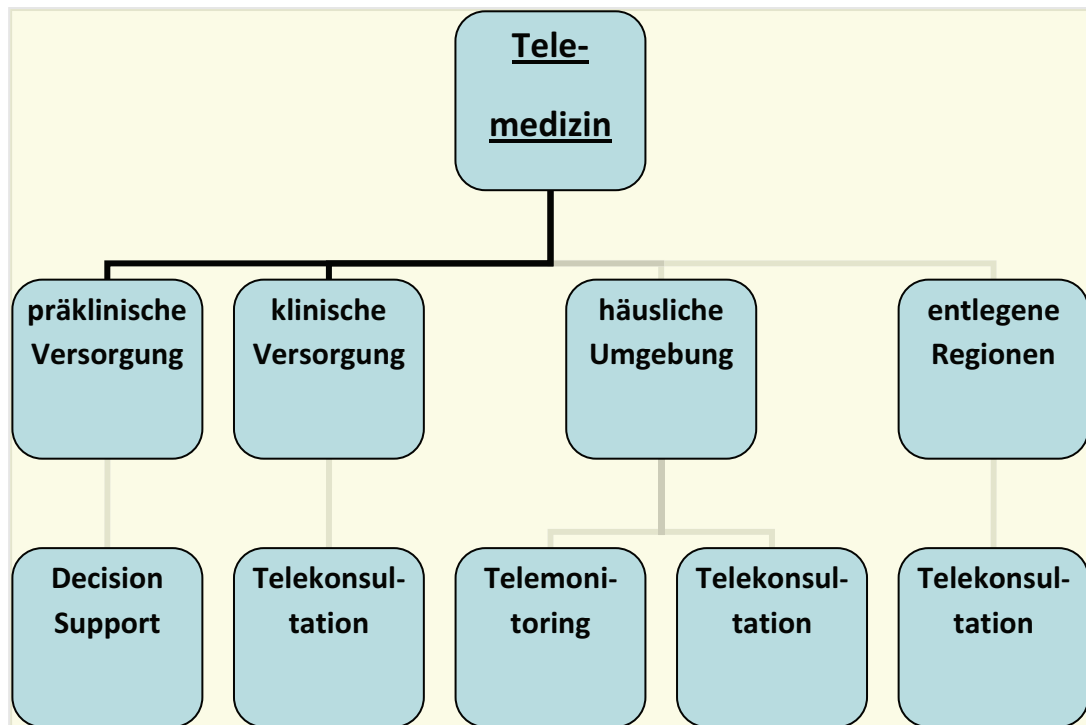 Tele-
medizin
präklinische
Versorgung
klinische
Versorgung
häusliche
Umgebung
entlegene
Regionen
Decision
Support
Telekonsul-
tation
Telemoni-
toring
Telekonsul-
tation
Telekonsul-
tation